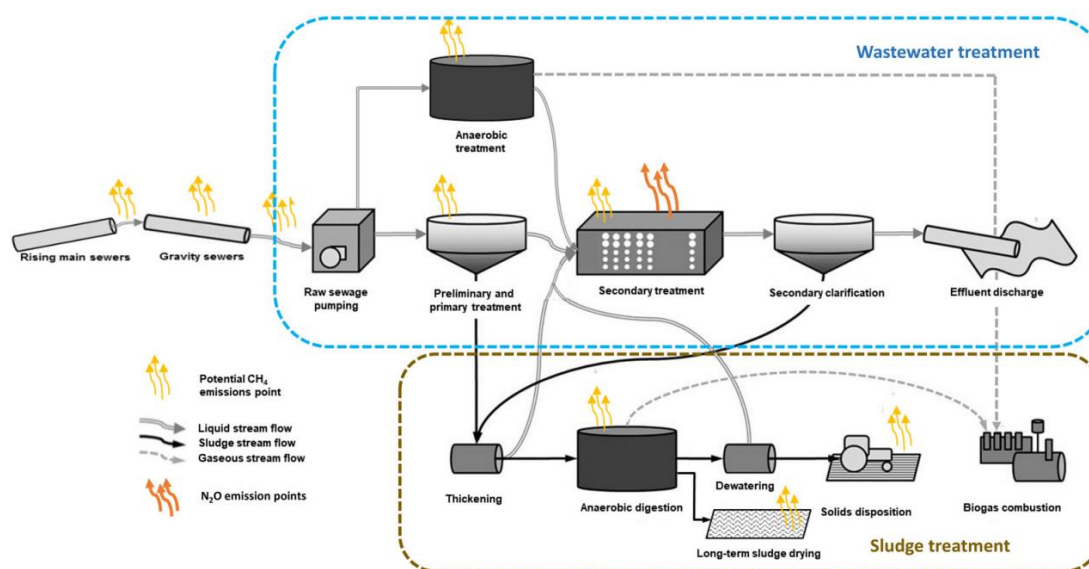 Wastewater treatment
Anaerobic
treatment
Rising main sewers
Gravity sewers
Raw sewage
pumping
Preliminary and
primary treatment
Secondary treatment
Secondary clarification
Effluent discharge
Potential CH₄
emissions point
Liquid stream flow
Sludge stream flow
Gaseous stream flow
N₂O emission points
Thickening
Anaerobic digestion
Dewatering
Solids disposition
Biogas combustion
Long-term sludge drying
Sludge treatment